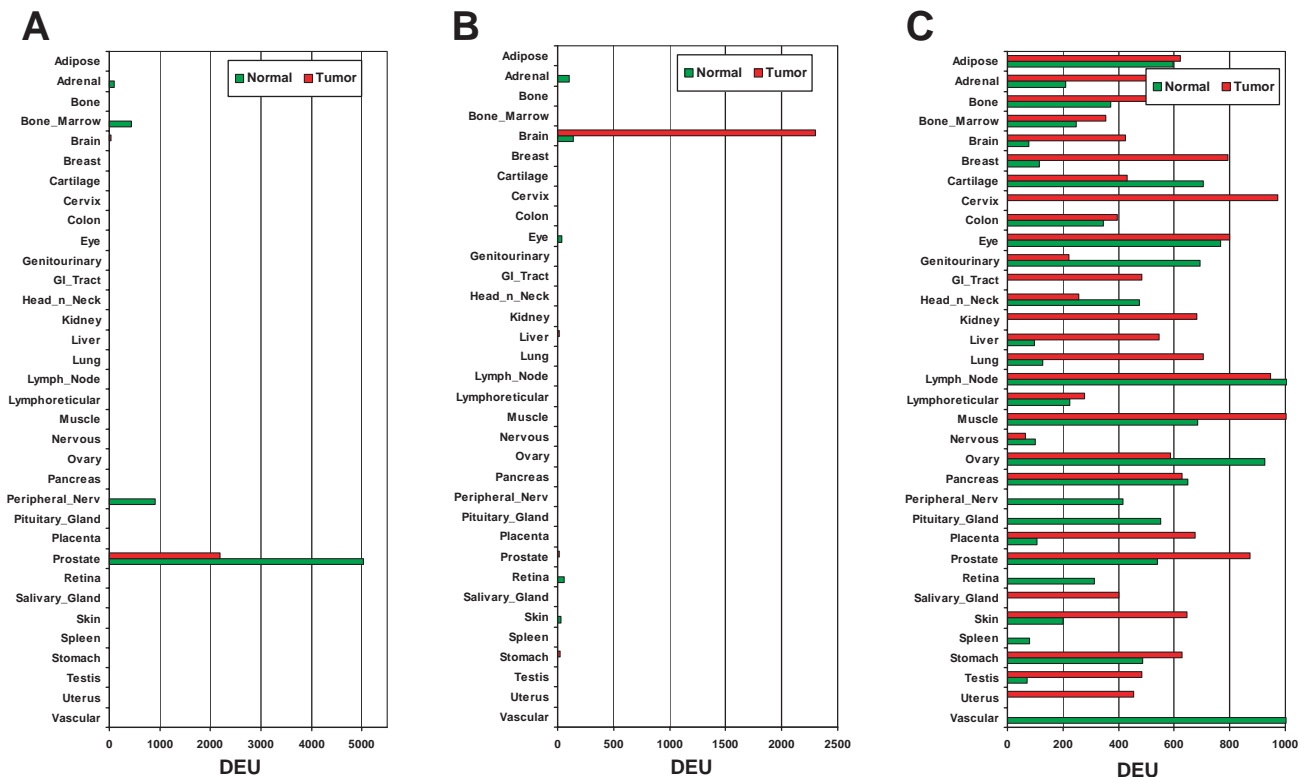 A
Adipose
Adrenal
Bone
Bone_Marrow
Brain
Breast
Cartilage
Cervix
Colon
Eye
Genitourinary
GI_Tract
Head_n_Neck
Kidney
Liver
Lung
Lymph_Node
Lymphoreticular
Muscle
Nervous
Ovary
Pancreas
Peripheral_Nerv
Pituitary_Gland
Placenta
Prostate
Retina
Salivary_Gland
Skin
Spleen
Stomach
Testis
Uterus
Vascular
Normal Tumor
0 1000 2000 3000 4000 5000
DEU
B
Adipose
Adrenal
Bone
Bone_Marrow
Brain
Breast
Cartilage
Cervix
Colon
Eye
Genitourinary
GI_Tract
Head_n_Neck
Kidney
Liver
Lung
Lymph_Node
Lymphoreticular
Muscle
Nervous
Ovary
Pancreas
Peripheral_Nerv
Pituitary_Gland
Placenta
Prostate
Retina
Salivary_Gland
Skin
Spleen
Stomach
Testis
Uterus
Vascular
Normal Tumor
0 500 1000 1500 2000 2500
DEU
C
Adipose
Adrenal
Bone
Bone_Marrow
Brain
Breast
Cartilage
Cervix
Colon
Eye
Genitourinary
GI_Tract
Head_n_Neck
Kidney
Liver
Lung
Lymph_Node
Lymphoreticular
Muscle
Nervous
Ovary
Pancreas
Peripheral_Nerv
Pituitary_Gland
Placenta
Prostate
Retina
Salivary_Gland
Skin
Spleen
Stomach
Testis
Uterus
Vascular
Normal Tumor
0 200 400 600 800 1000
DEU